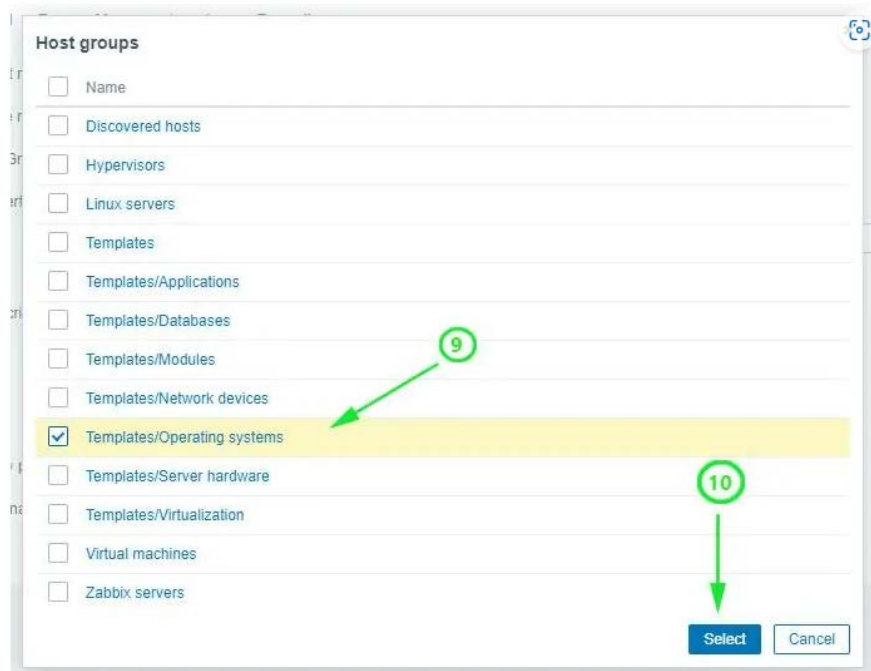 Host groups
Name
Discovered hosts
Hypervisors
Linux servers
Templates
Templates/Applications
Templates/Databases
9
Templates/Modules
Templates/Network devices
Templates/Operating systems
Templates/Server hardware
10
Templates/Virtualization
Virtual machines
Zabbix servers
Select Cancel